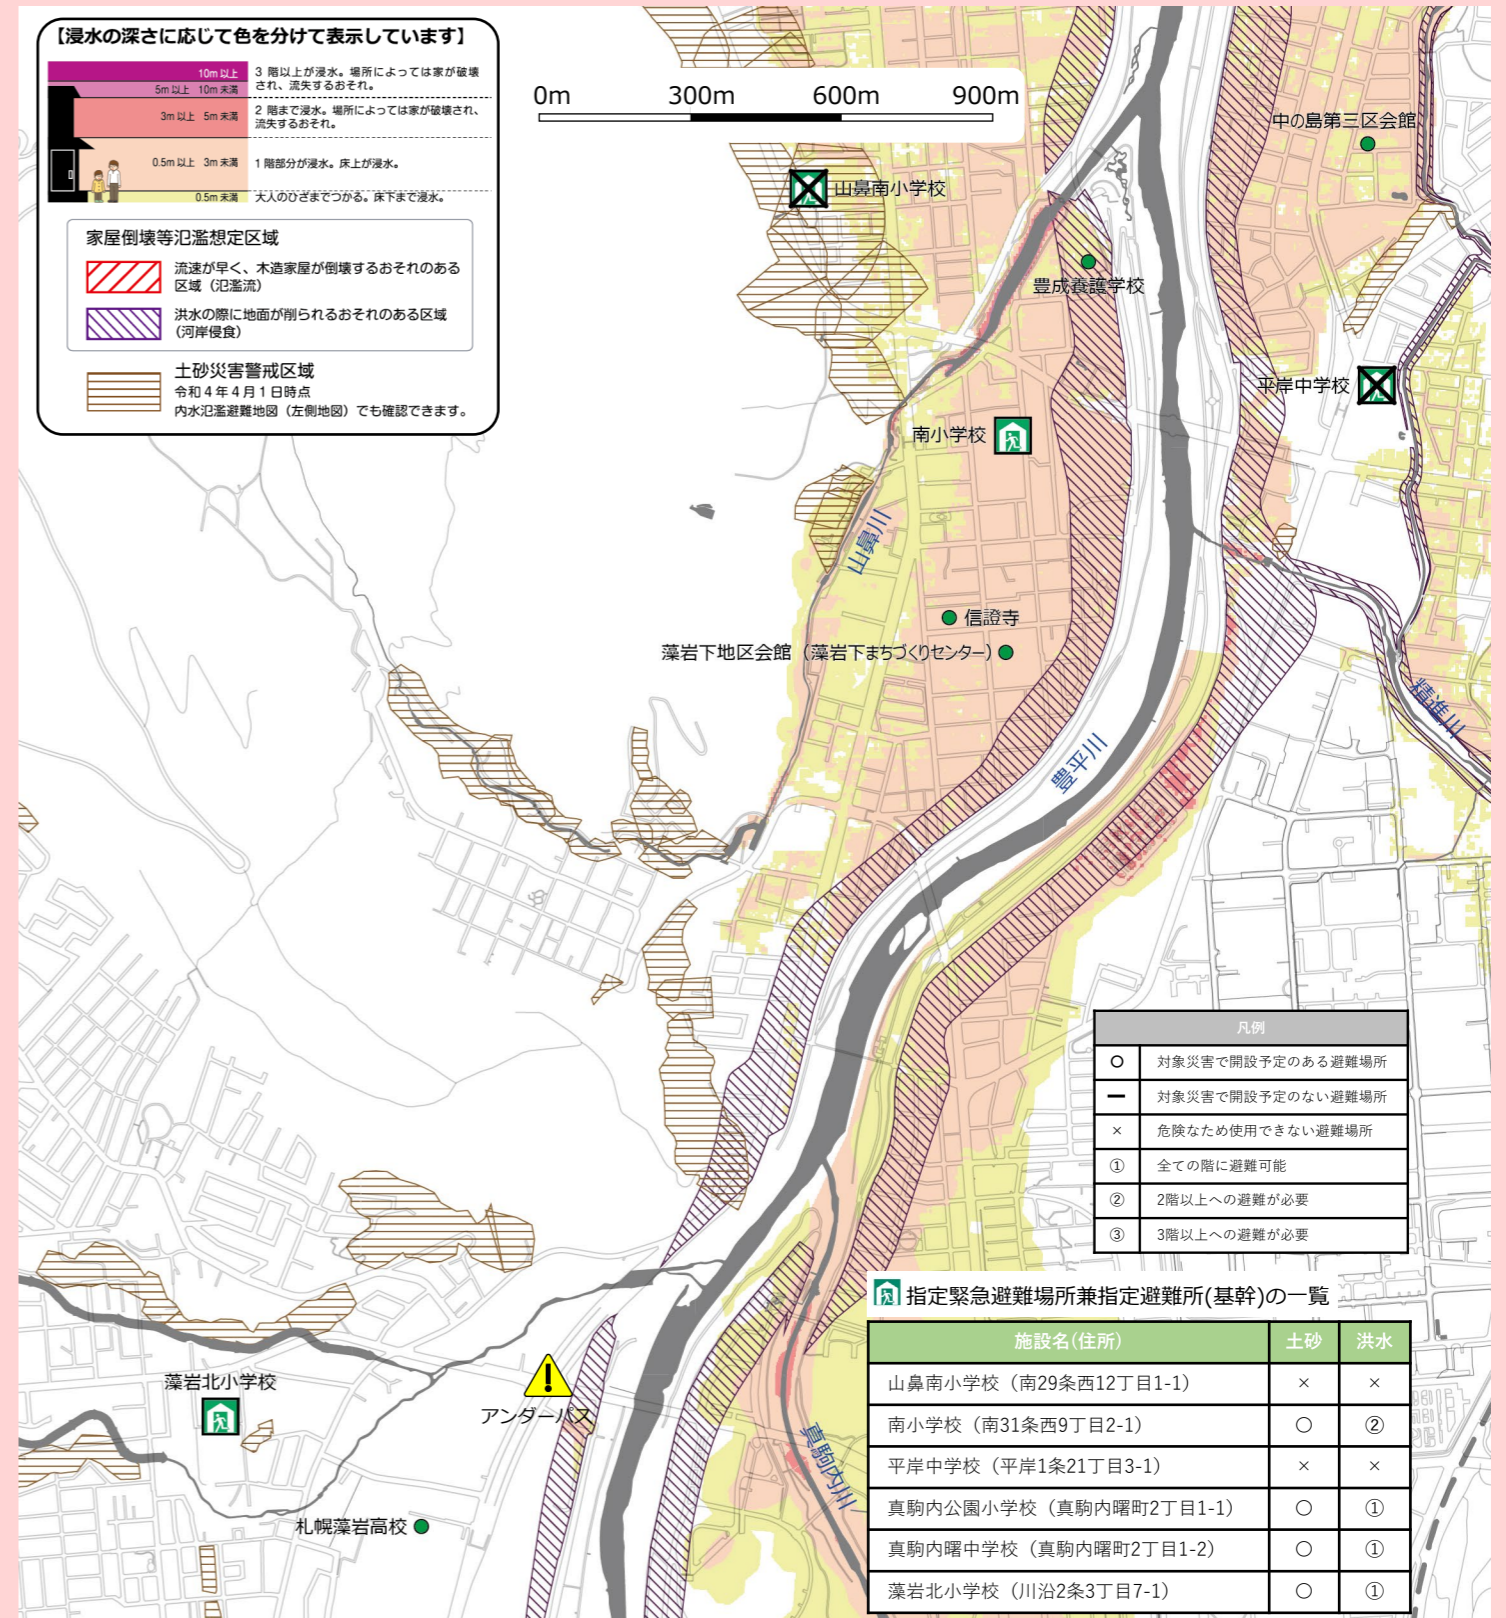 【浸水の深さに応じて色を分けて表示しています】
10m 以上
3 階以上が浸水。場所によっては家が破壊
され、流失するおそれ。
5m 以上 10m 未満
3m 以上 5m 未満
2 階まで浸水。場所によっては家が破壊され、
流失するおそれ。
0.5m 以上 3m 未満
1 階部分が浸水。床上が浸水。
0.5m 未満
大人のひざまでつかる。床下まで浸水。
家屋倒壊等氾濫想定区域
流速が早く、木造家屋が倒壊するおそれのある
区域（氾濫流）
洪水の際に地面が削られるおそれのある区域
（河岸侵食）
土砂災害警戒区域
令和４年４月１日時点
内水氾濫避難地図（左側地図）でも確認できます。
0m 300m 600m 900m
中の島第三区会館
山鼻南小学校
豊成養護学校
平岸中学校
南小学校
山鼻川
信證寺
藻岩下地区会館（藻岩下まちづくりセンター）
精進川
豊平川
凡例
○ 対象災害で開設予定のある避難場所
ー 対象災害で開設予定のない避難場所
× 危険なため使用できない避難場所
① 全ての階に避難可能
② 2階以上への避難が必要
③ 3階以上への避難が必要
指定緊急避難場所兼指定避難所(基幹)の一覧
施設名(住所) 土砂 洪水
山鼻南小学校（南29条西12丁目1-1） × ×
南小学校（南31条西9丁目2-1） ○ ②
平岸中学校（平岸1条21丁目3-1） × ×
真駒内公園小学校（真駒内曙町2丁目1-1） ○ ①
真駒内曙中学校（真駒内曙町2丁目1-2） ○ ①
藻岩北小学校（川沿2条3丁目7-1） ○ ①
藻岩北小学校
アンダーパス
真駒内川
札幌藻岩高校